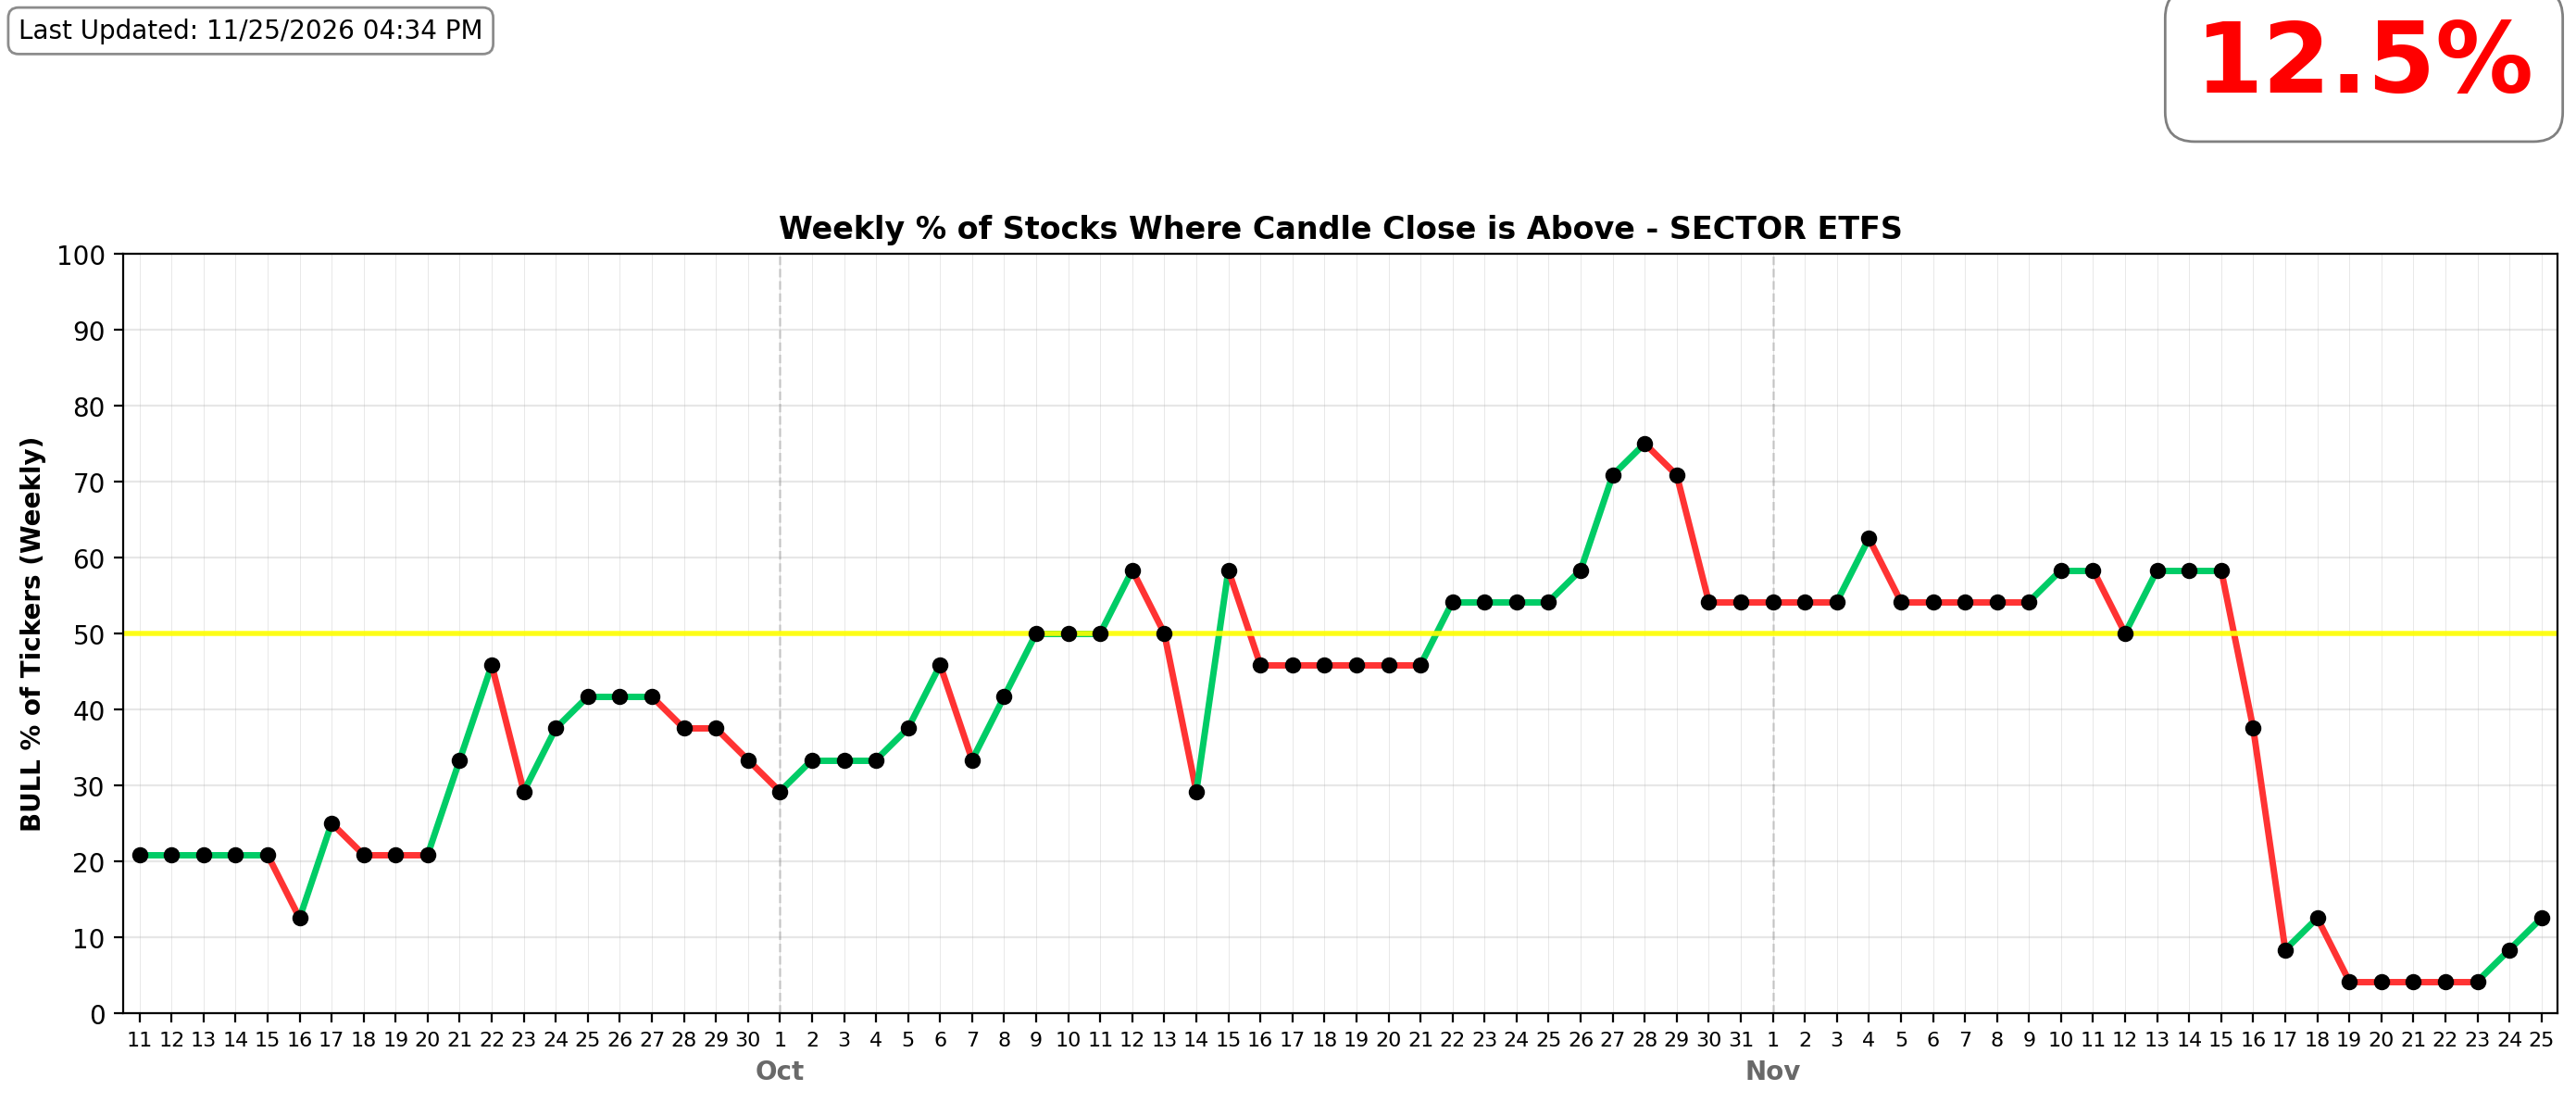 Last Updated: 11/25/2026 04:34 PM
12.5%
Weekly % of Stocks Where Candle Close is Above - SECTOR ETFS
BULL % of Tickers (Weekly)
100
90
80
70
60
50
40
30
20
10
0
11 12 13 14 15 16 17 18 19 20 21 22 23 24 25 26 27 28 29 30 1 2 3 4 5 6 7 8 9 10 11 12 13 14 15 16 17 18 19 20 21 22 23 24 25 26 27 28 29 30 31 1 2 3 4 5 6 7 8 9 10 11 12 13 14 15 16 17 18 19 20 21 22 23 24 25
Oct Nov